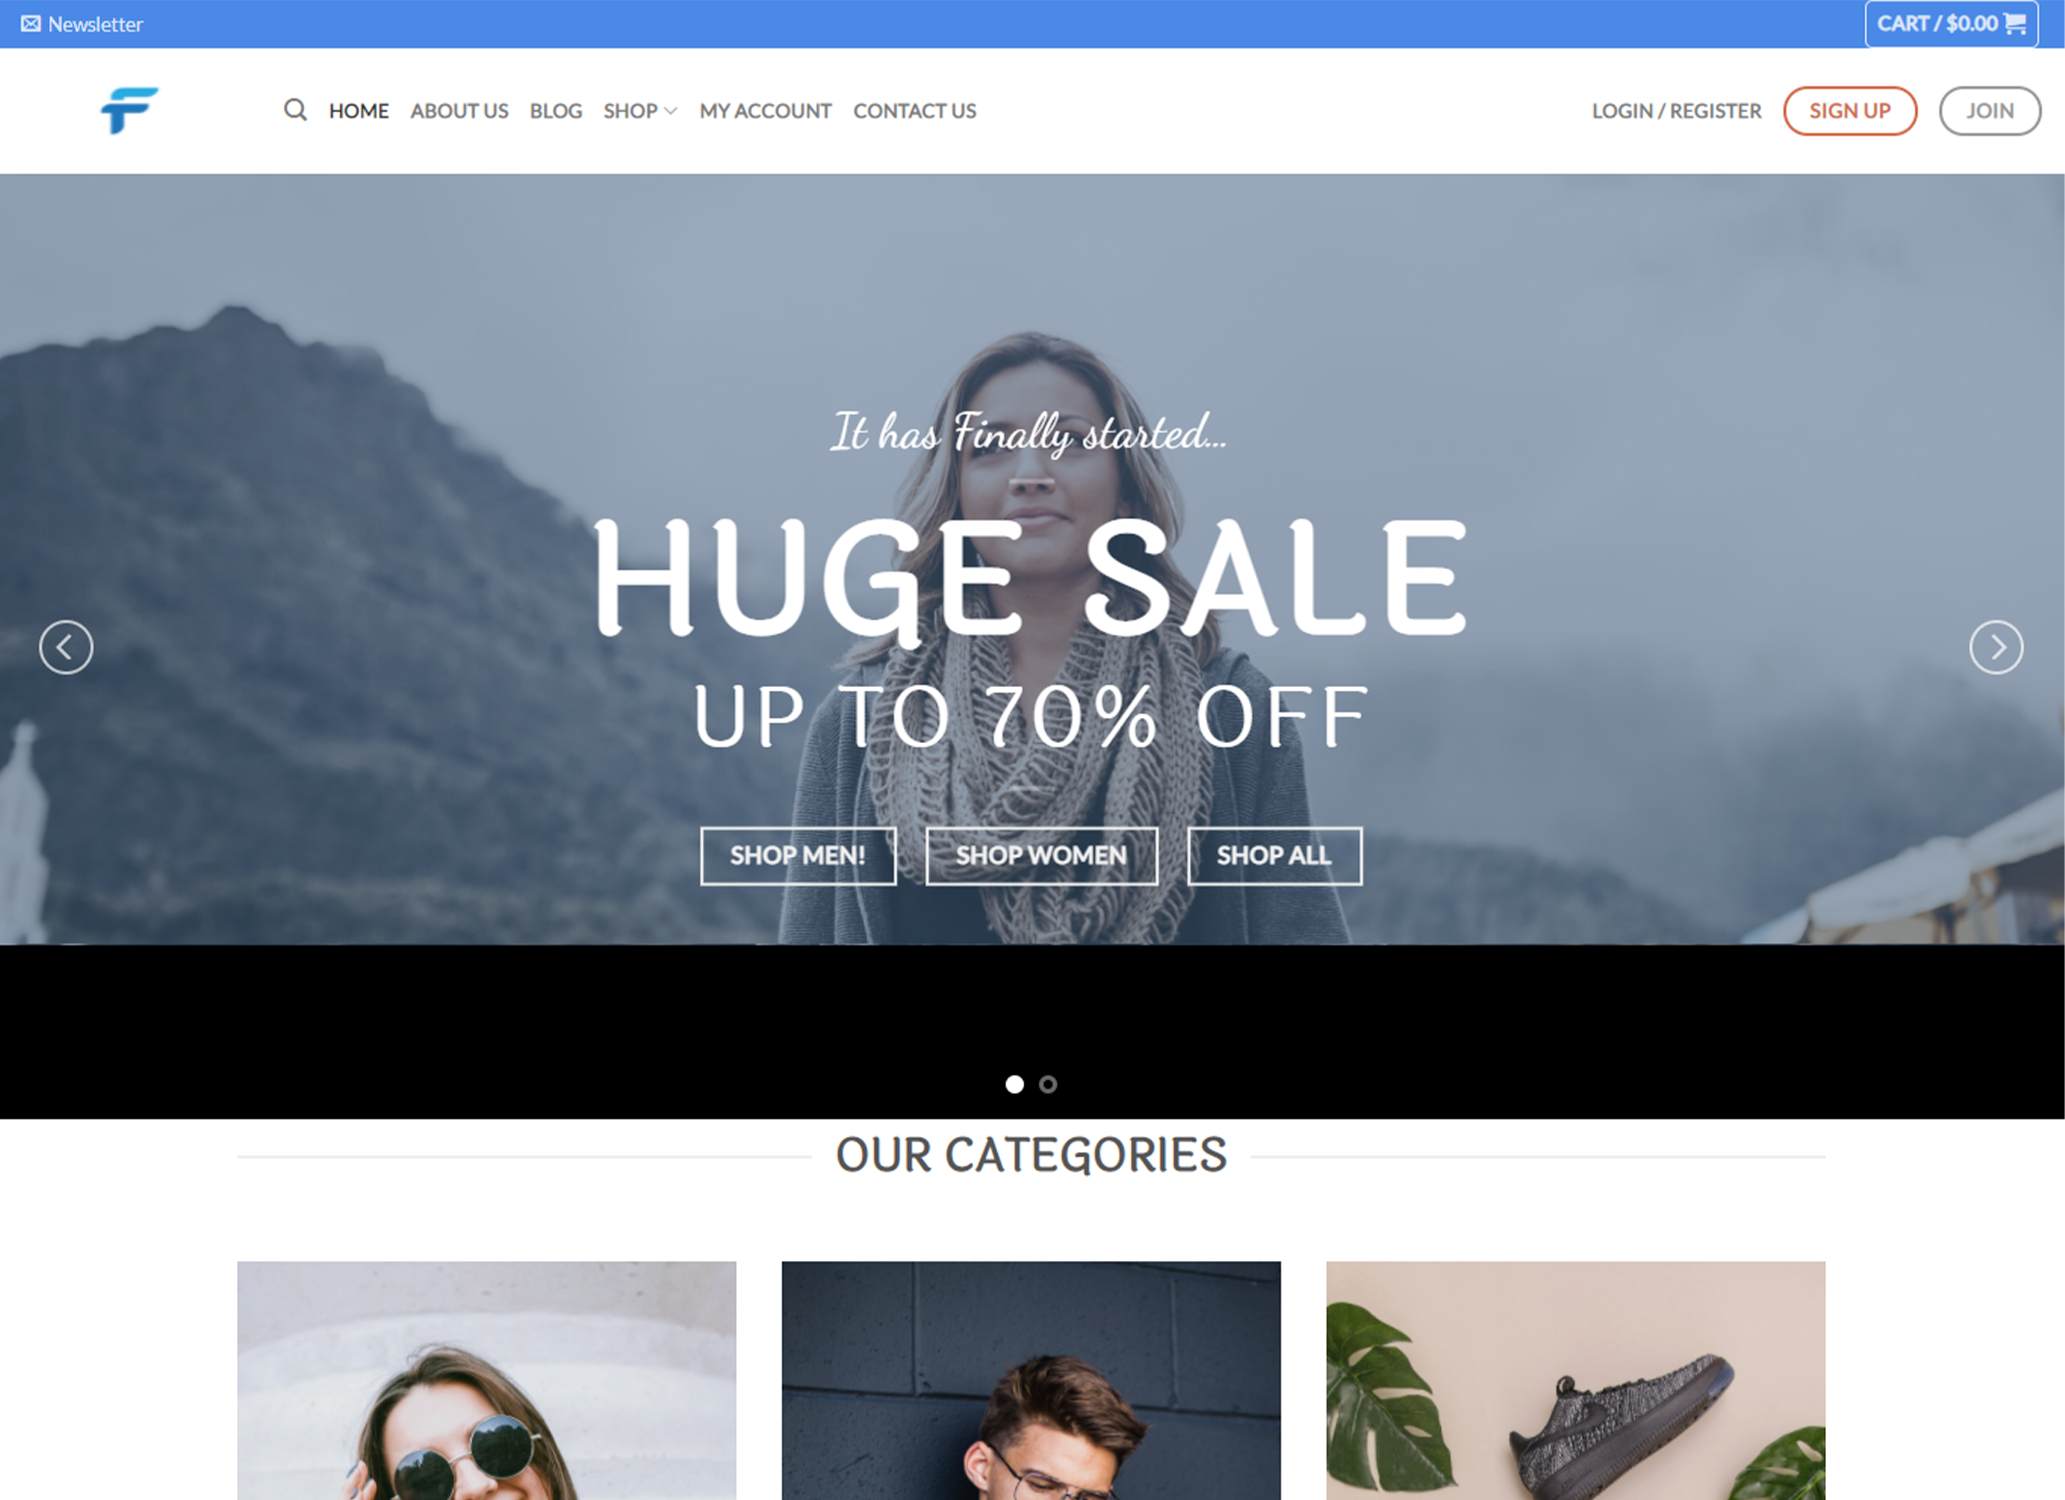 Newsletter
CART / $0.00
HOME ABOUT US BLOG SHOP MY ACCOUNT CONTACT US
LOGIN / REGISTER SIGN UP JOIN
It has Finally started...
HUGE SALE
UP TO 70% OFF
SHOP MEN! SHOP WOMEN SHOP ALL
OUR CATEGORIES